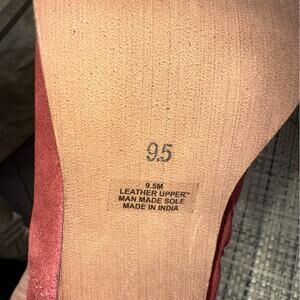 9.5
9.5M
LEATHER UPPER
MAN MADE SOLE
MADE IN INDIA